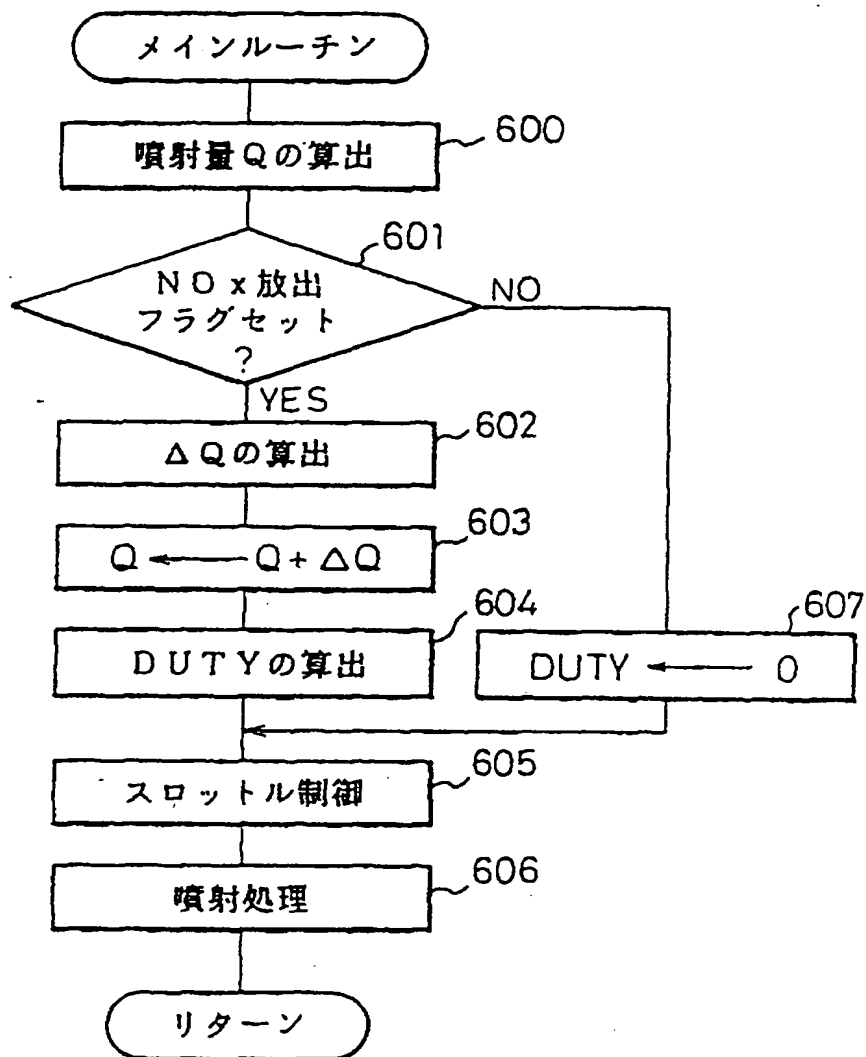 メインルーチン
噴射量Qの算出
600
601
NOx放出
フラグセット
?
NO
YES
△Qの算出
602
Q ← Q + △Q
603
DUTYの算出
604
DUTY ← 0
607
スロットル制御
605
噴射処理
606
リターン